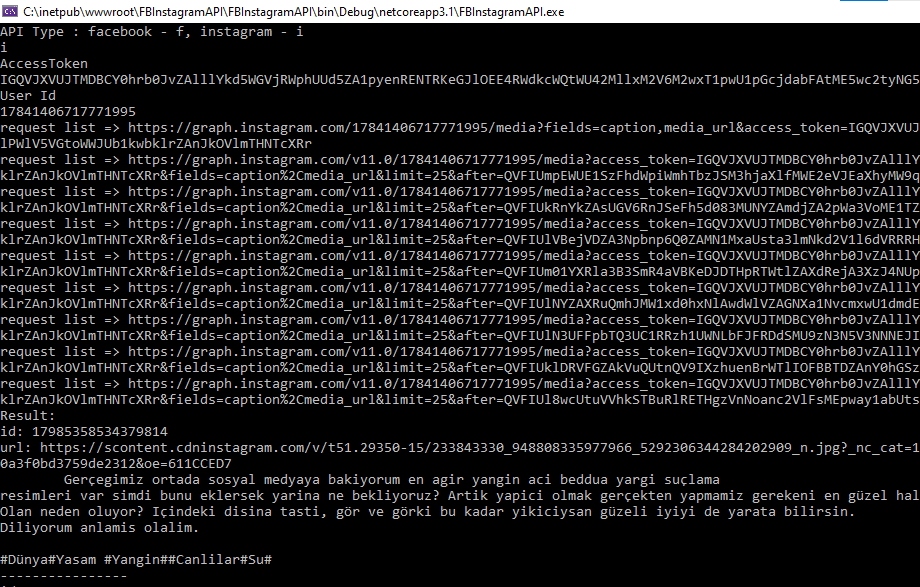 C:\inetpub\wwwroot\FBInstagramAPI\FBInstagramAPI\bin\Debug\netcoreapp3.1\FBInstagramAPI.exe
API Type : facebook - f, instagram - i
i
AccessToken
IGQVJXVUJTMDBCY0hrb0JvZAlllYkd5WGVjRWphUUd5ZA1pyenRENTRKeGJlOEE4RWdkcWQtWU42MllxM2V6M2wxT1pwU1pGcjdabFAtME5wc2tyNG5
User Id
17841406717771995
request list => https://graph.instagram.com/17841406717771995/media?fields=caption,media_url&access_token=IGQVJXVUJ
lPWlV5VGtoWWJUb1kwbklrZAnJkOVlmTHNTcXRr
request list => https://graph.instagram.com/v11.0/17841406717771995/media?access_token=IGQVJXVUJTMDBCY0hrb0JvZAlllY
klrZAnJkOVlmTHNTcXRr&fields=caption%2Cmedia_url&limit=25&after=QVFIUmpEWUE1SzFhdWpiWmhTbzJSM3hjaXlfMWE2eVJEaXhyMW9q
request list => https://graph.instagram.com/v11.0/17841406717771995/media?access_token=IGQVJXVUJTMDBCY0hrb0JvZAlllY
klrZAnJkOVlmTHNTcXRr&fields=caption%2Cmedia_url&limit=25&after=QVFIUkRnYkZAsUGV6RnJSeFh5d083MUNYZAmdjZA2pWa3VoME1TZ
request list => https://graph.instagram.com/v11.0/17841406717771995/media?access_token=IGQVJXVUJTMDBCY0hrb0JvZAlllY
klrZAnJkOVlmTHNTcXRr&fields=caption%2Cmedia_url&limit=25&after=QVFIUlVBejVDZA3Npbnp6Q0ZAMN1MxaUsta3lmNkd2V1l6dVRRRH
request list => https://graph.instagram.com/v11.0/17841406717771995/media?access_token=IGQVJXVUJTMDBCY0hrb0JvZAlllY
klrZAnJkOVlmTHNTcXRr&fields=caption%2Cmedia_url&limit=25&after=QVFIUm01YXRla3B3SmR4aVBKeDJDTHpRTWtlZAXdRejA3XzJ4NUp
request list => https://graph.instagram.com/v11.0/17841406717771995/media?access_token=IGQVJXVUJTMDBCY0hrb0JvZAlllY
klrZAnJkOVlmTHNTcXRr&fields=caption%2Cmedia_url&limit=25&after=QVFIUlNYZAXRuQmhJMW1xd0hxNlAwdWlVZAGNXa1NvcmxwU1dmdE
request list => https://graph.instagram.com/v11.0/17841406717771995/media?access_token=IGQVJXVUJTMDBCY0hrb0JvZAlllY
klrZAnJkOVlmTHNTcXRr&fields=caption%2Cmedia_url&limit=25&after=QVFIUlN3UFFpbTQ3UC1RRzh1UWNLbFJFRDdSMU9zN3N5V3NNNEJI
request list => https://graph.instagram.com/v11.0/17841406717771995/media?access_token=IGQVJXVUJTMDBCY0hrb0JvZAlllY
klrZAnJkOVlmTHNTcXRr&fields=caption%2Cmedia_url&limit=25&after=QVFIUklDRVFGZAkVuQUtnQV9IXzhuenBrWTlIOFBBTDZAnY0hGSz
request list => https://graph.instagram.com/v11.0/17841406717771995/media?access_token=IGQVJXVUJTMDBCY0hrb0JvZAlllY
klrZAnJkOVlmTHNTcXRr&fields=caption%2Cmedia_url&limit=25&after=QVFIUl8wcUtuVVhkSTBuRlRETHgzVnNoanc2VlFsMEpway1abUts
Result:
id: 17985358534379814
url: https://scontent.cdninstagram.com/v/t51.29350-15/233843330_948808335977966_5292306344284202909_n.jpg?_nc_cat=1
0a3f0bd3759de2312&oe=611CCED7
Gerçegimiz ortada sosyal medyaya bakiyorum en agir yangin aci beddua yargi suçlama
resimleri var simdi bunu eklersek yarina ne bekliyoruz? Artik yapici olmak gerçekten yapmamiz gerekeni en güzel hal
Olan neden oluyor? Içindeki disina tasti, gör ve görki bu kadar yikiciysan güzeli iyiyi de yarata bilirsin.
Diliyorum anlamis olalim.
#Dünya#Yasam #Yangin##Canlilar#Su#
----------------